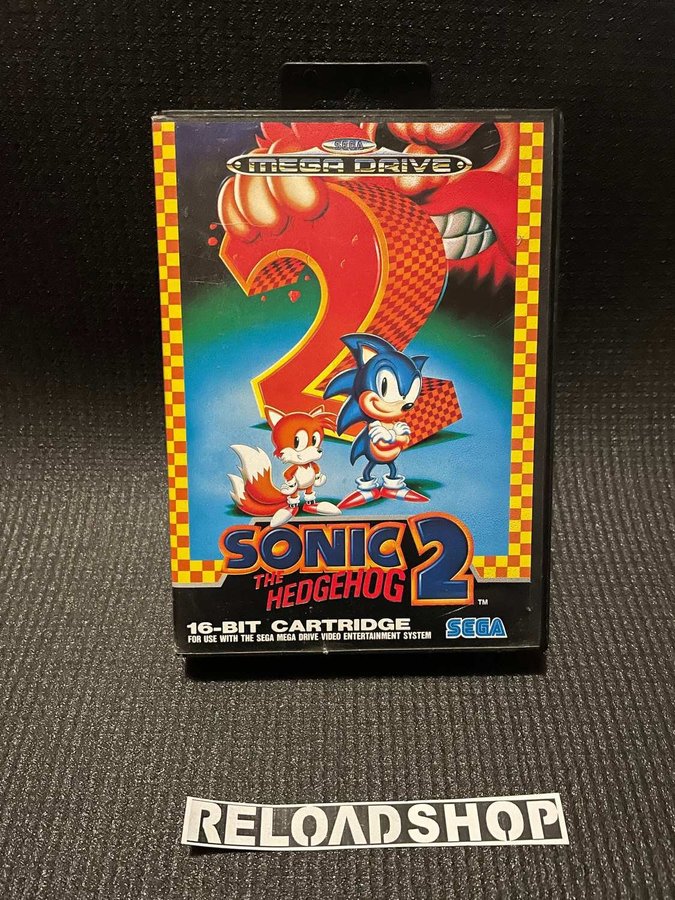 SEGA
MEGA DRIVE
2
SONIC
THE
HEDGEHOG 2
™
16-BIT CARTRIDGE
FOR USE WITH THE SEGA MEGA DRIVE VIDEO ENTERTAINMENT SYSTEM
SEGA
RELOADSHOP